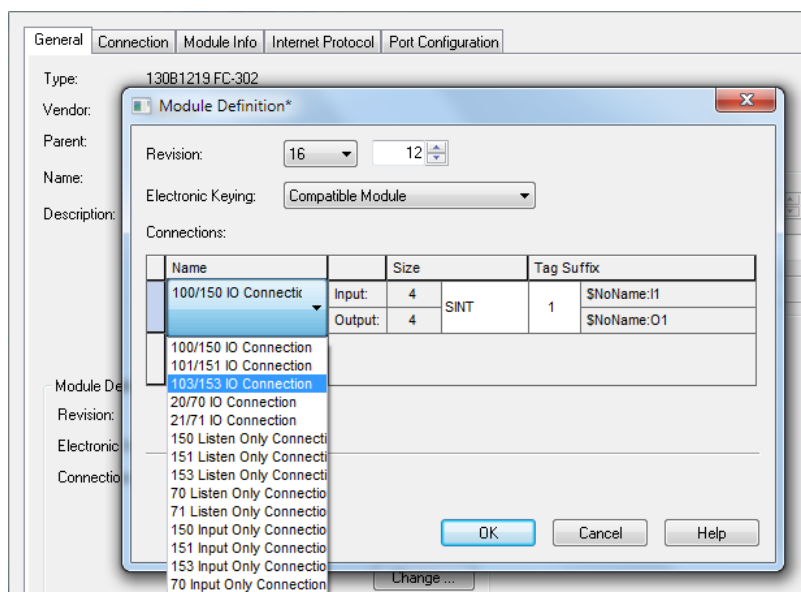 General Connection Module Info Internet Protocol Port Configuration
Type: 130B1219 FC-302
Vendor:
Parent:
Name:
Description:
Module De
Revision:
Electronic
Connectio
Change ...
Module Definition*
Revision: 16 12
Electronic Keying: Compatible Module
Connections:
Name Size Tag Suffix
100/150 IO Connectic Input: 4 SINT 1 $NoName:I1
Output: 4 $NoName:O1
100/150 IO Connection
101/151 IO Connection
103/153 IO Connection
20/70 IO Connection
21/71 IO Connection
150 Listen Only Connecti
151 Listen Only Connecti
153 Listen Only Connecti
70 Listen Only Connectio
71 Listen Only Connectio
150 Input Only Connectio
151 Input Only Connectio
153 Input Only Connectio
70 Input Only Connection
OK Cancel Help